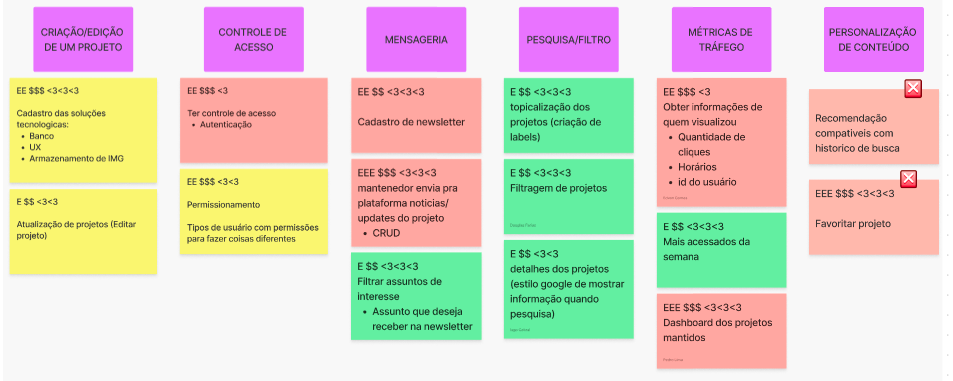 CRIAÇÃO/EDIÇÃO
DE UM PROJETO
EE $$$ <3<3<3
Cadastro das soluções
tecnologicas:
• Banco
• UX
• Armazenamento de IMG
E $$ <3<3
Atualização de projetos (Editar
projeto)
CONTROLE DE
ACESSO
EE $$$ <3
Ter controle de acesso
• Autenticação
EE $$$ <3<3
Permissionamento
Tipos de usuário com permissões
para fazer coisas diferentes
MENSAGERIA
EE $$ <3<3<3
Cadastro de newsletter
EEE $$$ <3<3<3
mantenedor envia pra
plataforma noticias/
updates do projeto
• CRUD
E $$ <3<3<3
Filtrar assuntos de
interesse
• Assunto que deseja
receber na newsletter
PESQUISA/FILTRO
E $$ <3<3<3
topicalização dos
projetos (criação de
labels)
E $$ <3<3<3
Filtragem de projetos
E $$ <3<3<3
detalhes dos projetos
(estilo google de mostrar
informação quando
pesquisa)
MÉTRICAS DE
TRÁFEGO
EE $$$ <3
Obter informações de
quem visualizou
• Quantidade de
cliques
• Horários
• id do usuário
E $$ <3<3<3
Mais acessados da
semana
EEE $$$ <3<3<3
Dashboard dos projetos
mantidos
PERSONALIZAÇÃO
DE CONTEÚDO
Recomendação
compativeis com
historico de busca
EEE $$$ <3<3<3
Favoritar projeto